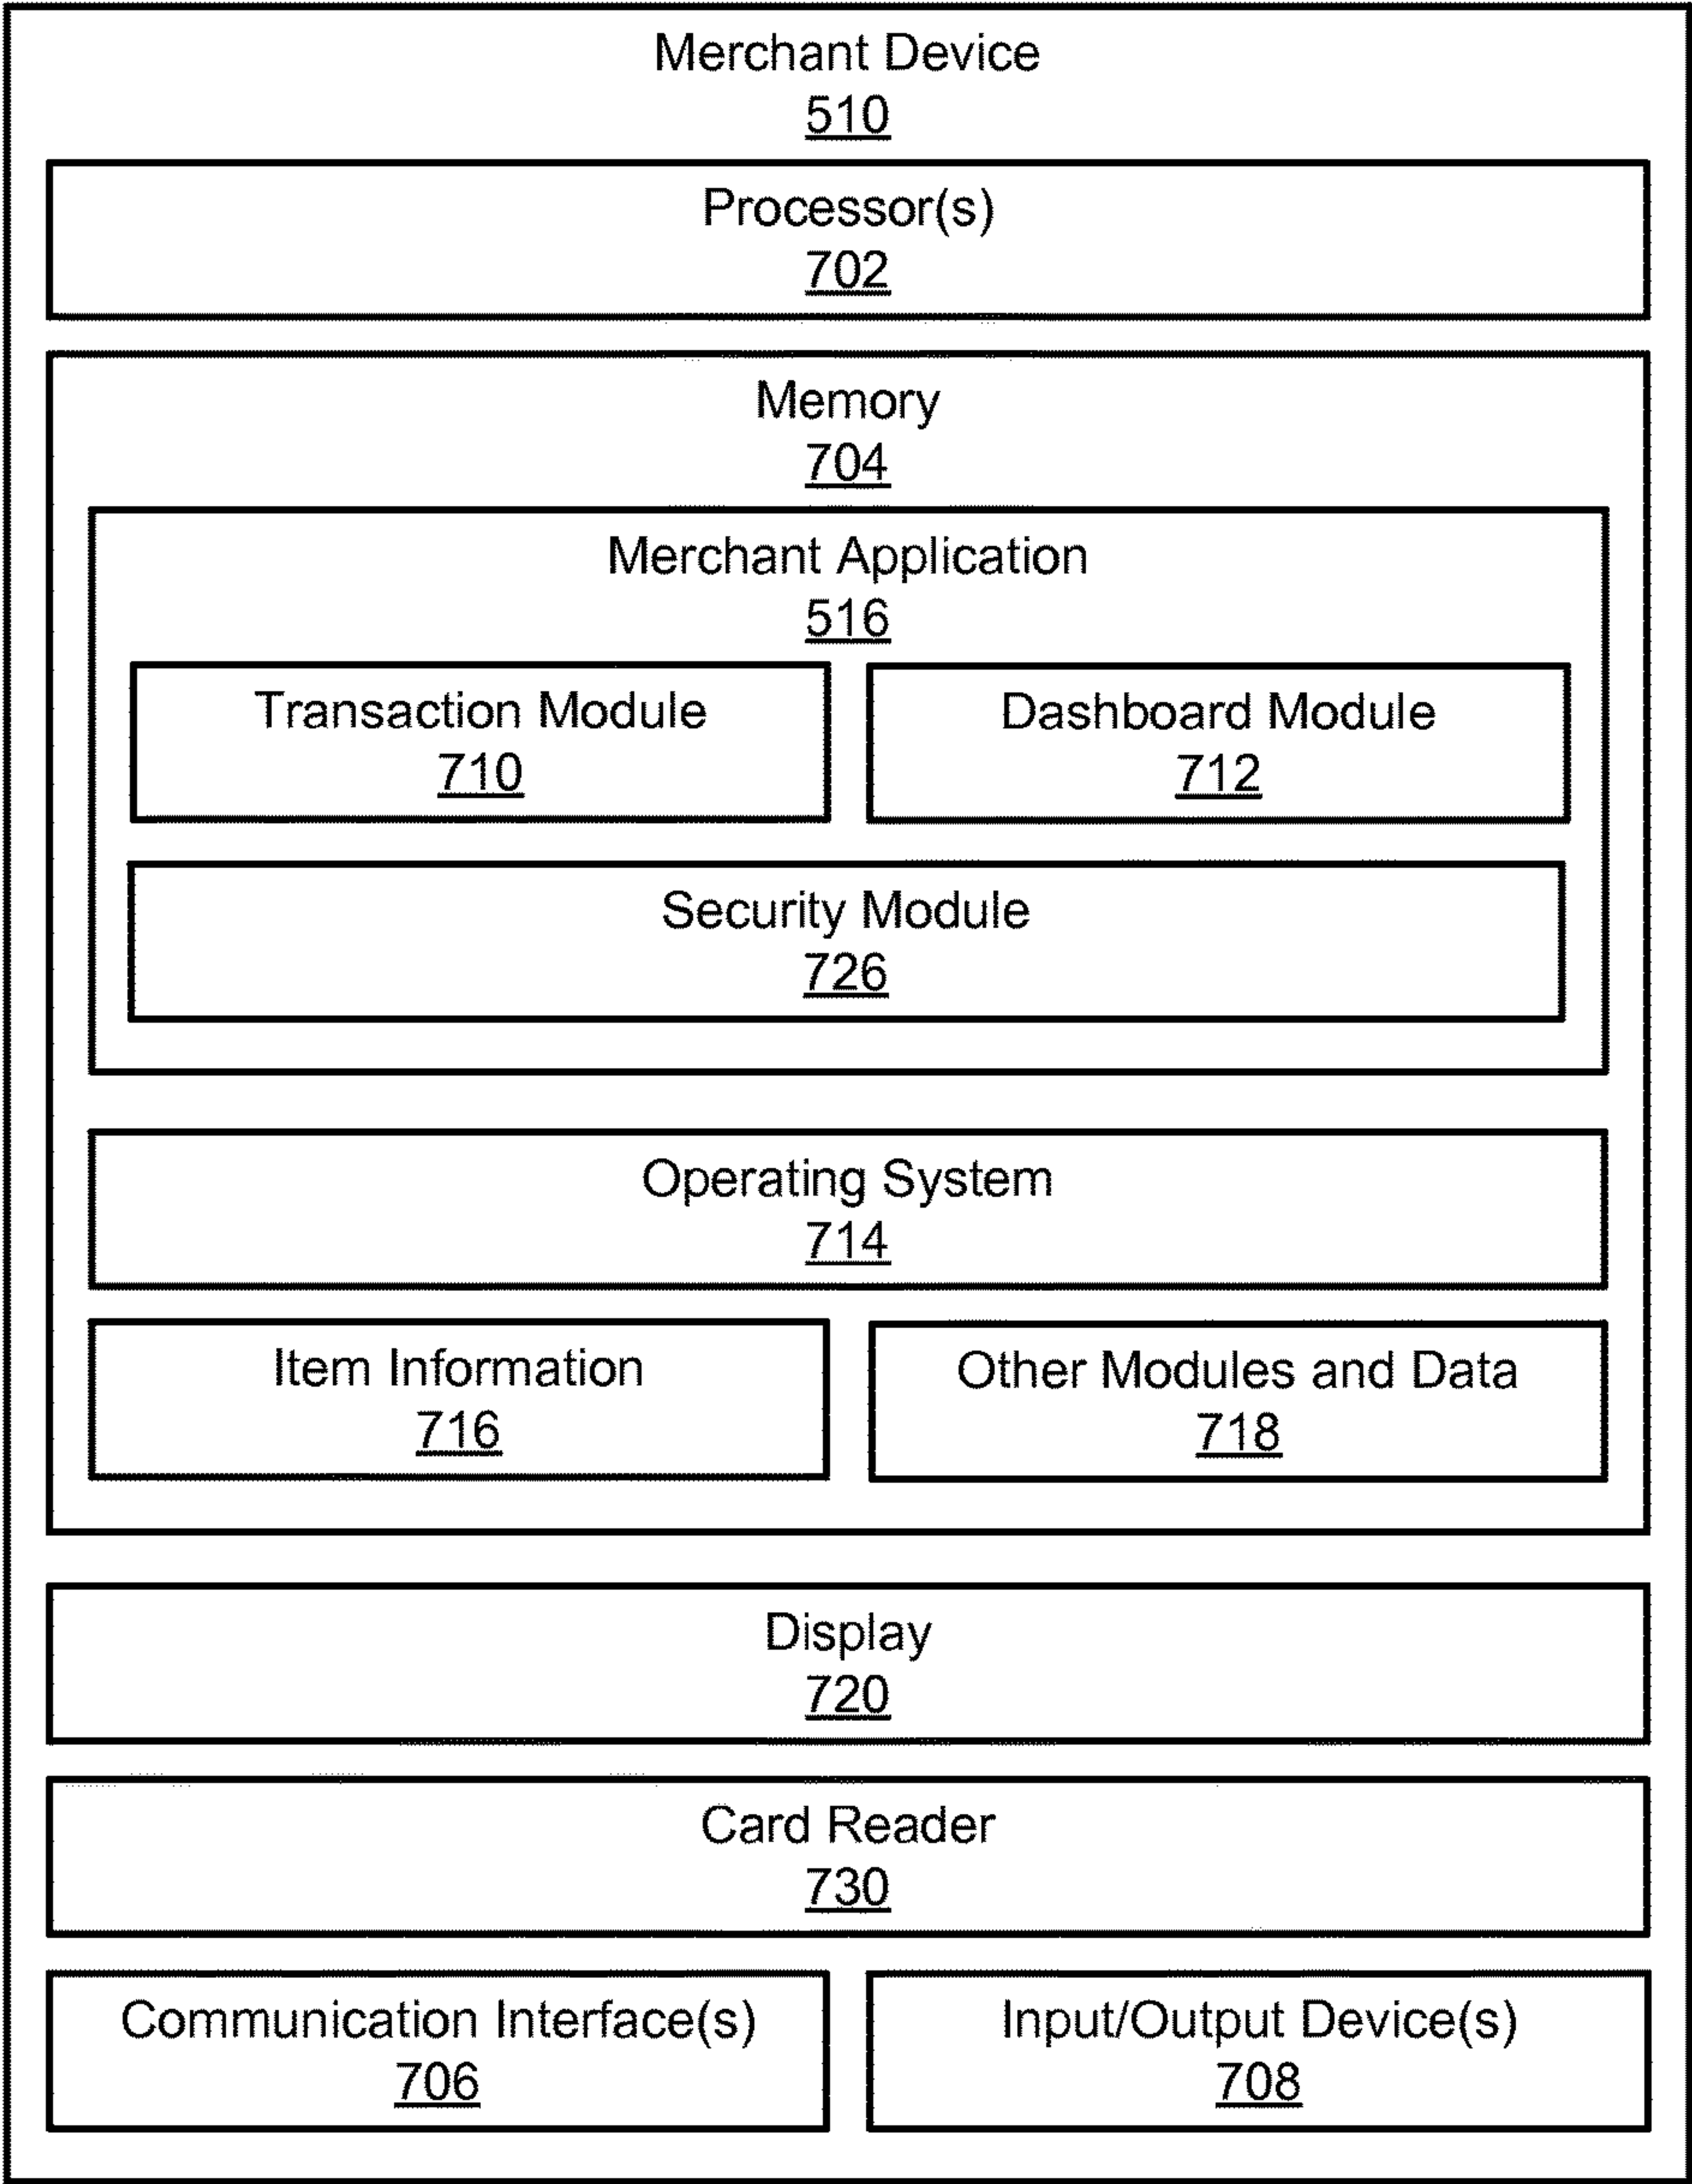 Merchant Device
510
Processor(s)
702
Memory
704
Merchant Application
516
Transaction Module
710
Dashboard Module
712
Security Module
726
Operating System
714
Item Information
716
Other Modules and Data
718
Display
720
Card Reader
730
Communication Interface(s)
706
Input/Output Device(s)
708